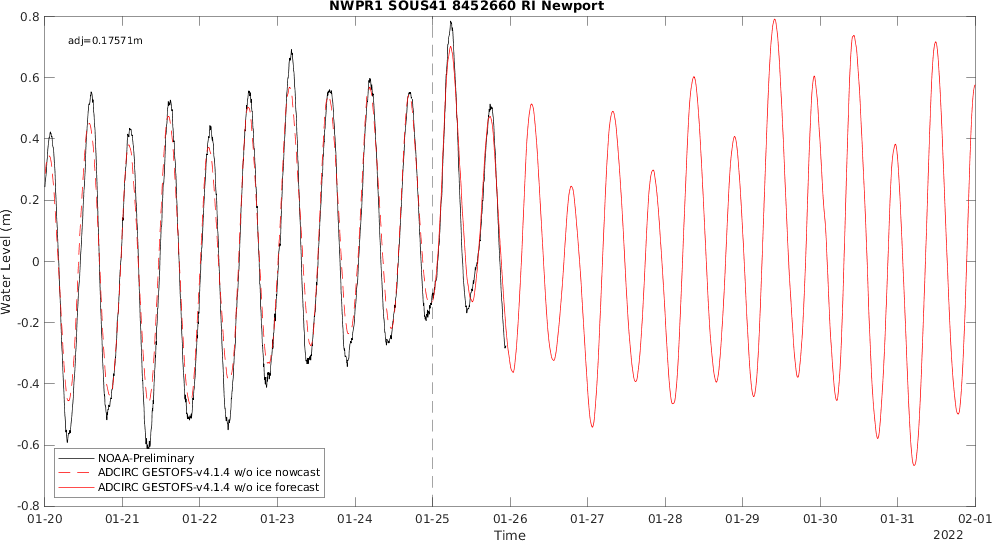 NWPR1 SOUS41 8452660 RI Newport
adj=0.17571m
0.8
0.6
0.4
0.2
0
-0.2
-0.4
-0.6
-0.8
Water Level (m)
NOAA-Preliminary
ADCIRC GESTOFS-v4.1.4 w/o ice nowcast
ADCIRC GESTOFS-v4.1.4 w/o ice forecast
01-20 01-21 01-22 01-23 01-24 01-25 01-26 01-27 01-28 01-29 01-30 01-31 02-01
Time
2022